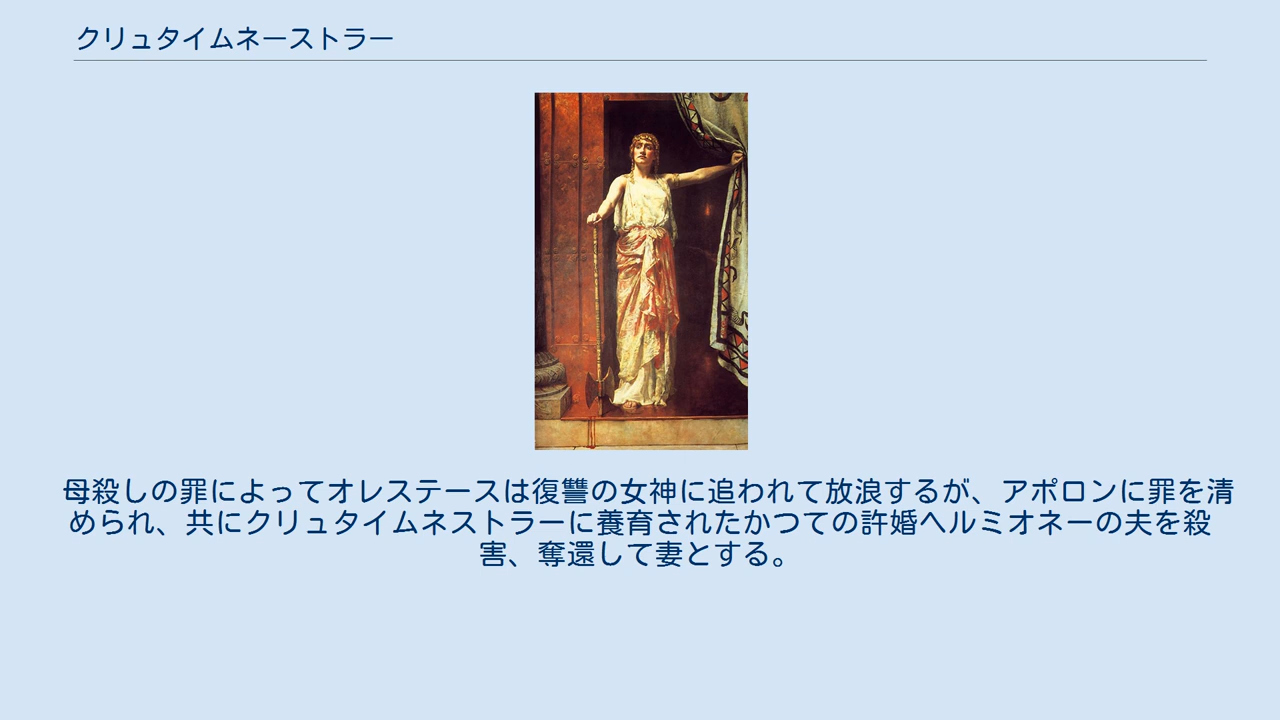 クリュタイムネーストラー
母殺しの罪によってオレステースは復讐の女神に追われて放浪するが、アポロンに罪を清
められ、共にクリュタイムネストラーに養育されたかつての許婚ヘルミオネーの夫を殺
害、奪還して妻とする。